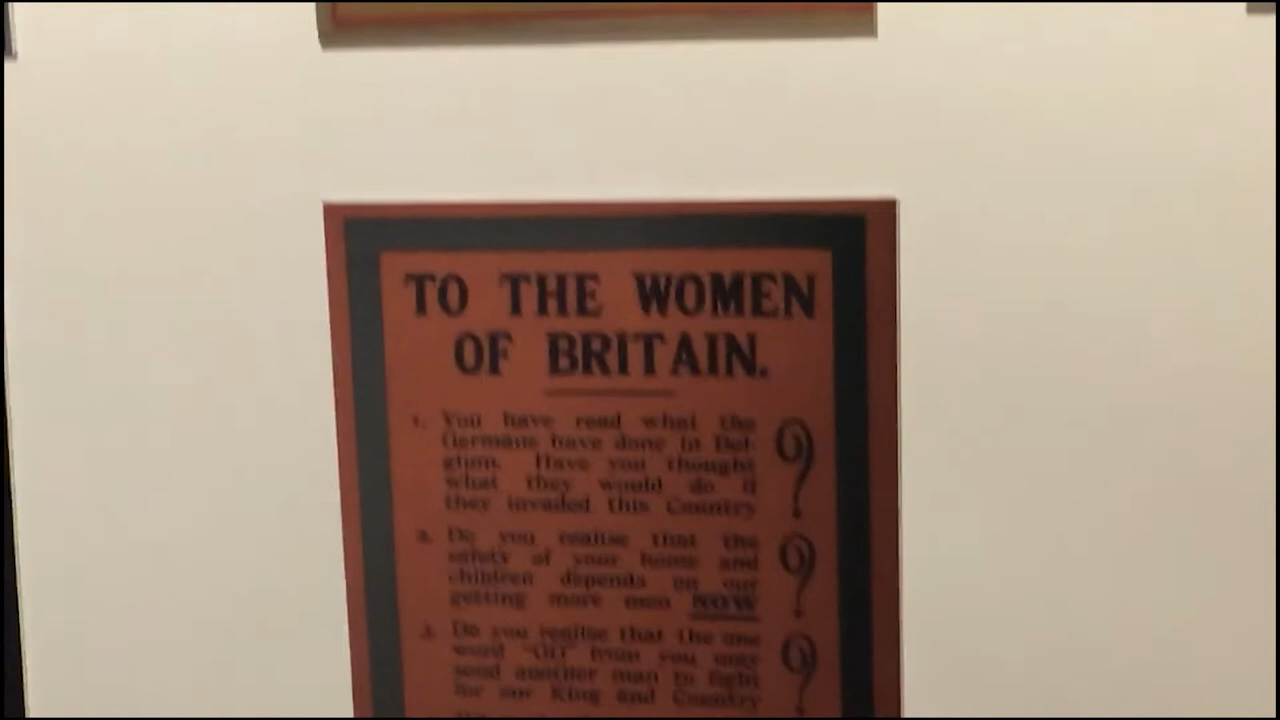 TO THE WOMEN
OF BRITAIN.
1. You have read what the
Germans have done in Bel-
gium. Have you thought
what they would do if
they invaded this Country ?
2. Do you realise that the
safety of your home and
children depends on our
getting more men NOW ?
3. Do you realise that the one
word "GO" from you may
send another man to fight
for our King and Country ?